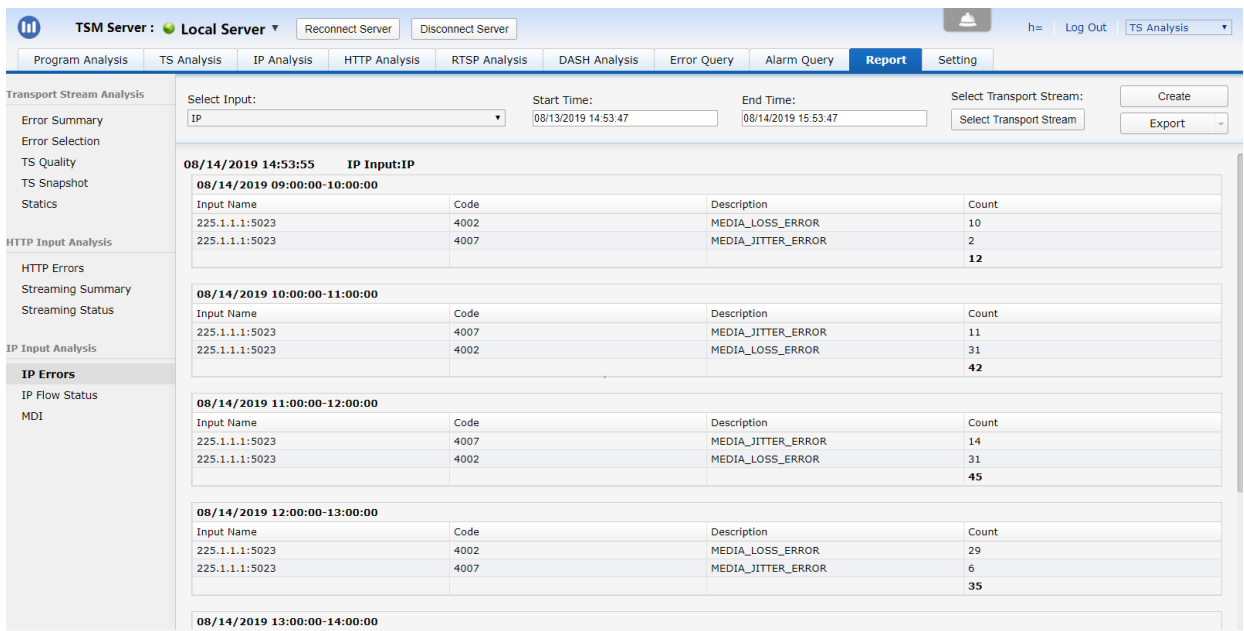 TSM Server : Local Server ▼ Reconnect Server Disconnect Server h= Log Out TS Analysis
Program Analysis TS Analysis IP Analysis HTTP Analysis RTSP Analysis DASH Analysis Error Query Alarm Query Report Setting
Transport Stream Analysis
Error Summary
Error Selection
TS Quality
TS Snapshot
Statics
HTTP Input Analysis
HTTP Errors
Streaming Summary
Streaming Status
IP Input Analysis
IP Errors
IP Flow Status
MDI
Select Input: Start Time: End Time: Select Transport Stream: Create
IP 08/13/2019 14:53:47 08/14/2019 15:53:47 Select Transport Stream Export
08/14/2019 14:53:55 IP Input:IP
08/14/2019 09:00:00-10:00:00
Input Name Code Description Count
225.1.1.1:5023 4002 MEDIA_LOSS_ERROR 10
225.1.1.1:5023 4007 MEDIA_JITTER_ERROR 2
12
08/14/2019 10:00:00-11:00:00
Input Name Code Description Count
225.1.1.1:5023 4007 MEDIA_JITTER_ERROR 11
225.1.1.1:5023 4002 MEDIA_LOSS_ERROR 31
42
08/14/2019 11:00:00-12:00:00
Input Name Code Description Count
225.1.1.1:5023 4007 MEDIA_JITTER_ERROR 14
225.1.1.1:5023 4002 MEDIA_LOSS_ERROR 31
45
08/14/2019 12:00:00-13:00:00
Input Name Code Description Count
225.1.1.1:5023 4002 MEDIA_LOSS_ERROR 29
225.1.1.1:5023 4007 MEDIA_JITTER_ERROR 6
35
08/14/2019 13:00:00-14:00:00